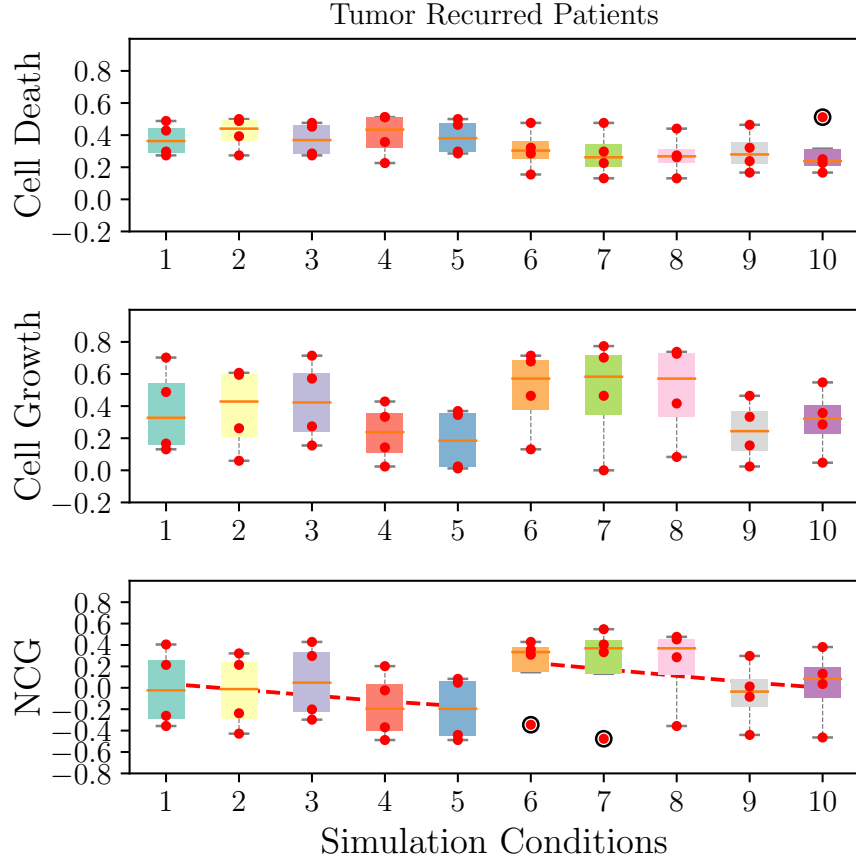 Tumor Recurred Patients
Cell Death
0.8
0.6
0.4
0.2
0.0
−0.2
1 2 3 4 5 6 7 8 9 10
Cell Growth
0.8
0.6
0.4
0.2
0.0
−0.2
1 2 3 4 5 6 7 8 9 10
NCG
0.8
0.6
0.4
0.2
0.0
−0.2
−0.4
−0.6
−0.8
1 2 3 4 5 6 7 8 9 10
Simulation Conditions